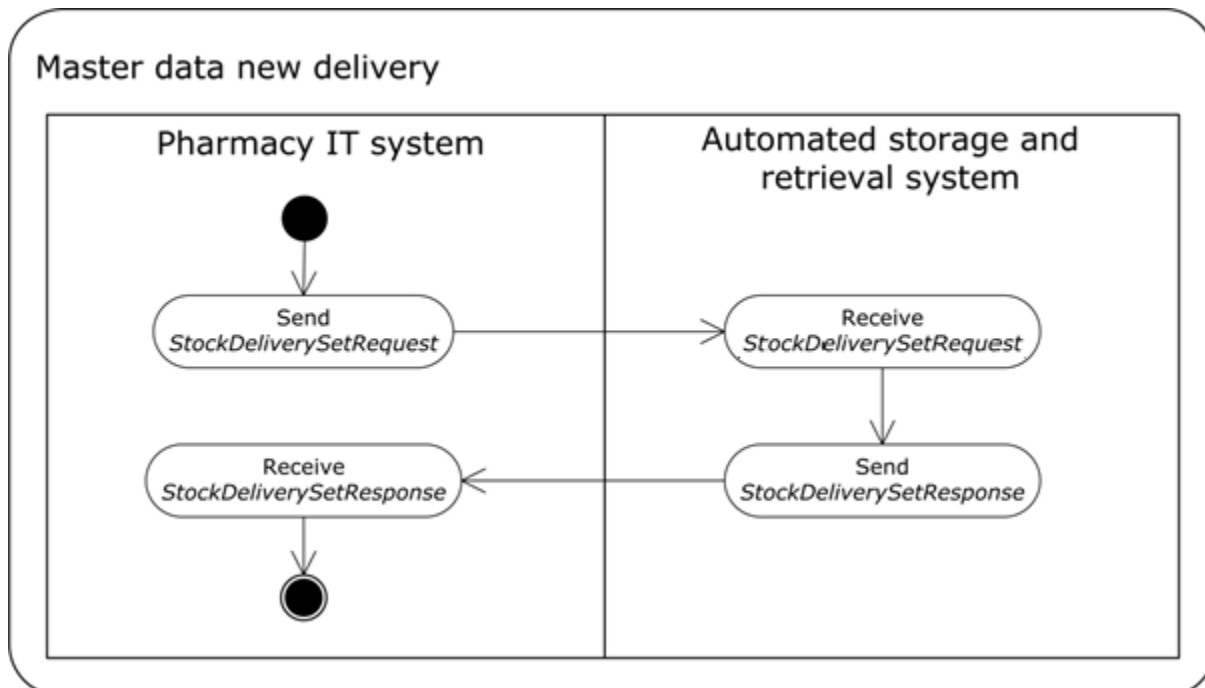 Master data new delivery
Pharmacy IT system
Automated storage and
retrieval system
Send
StockDeliverySetRequest
Receive
StockDeliverySetRequest
Receive
StockDeliverySetResponse
Send
StockDeliverySetResponse